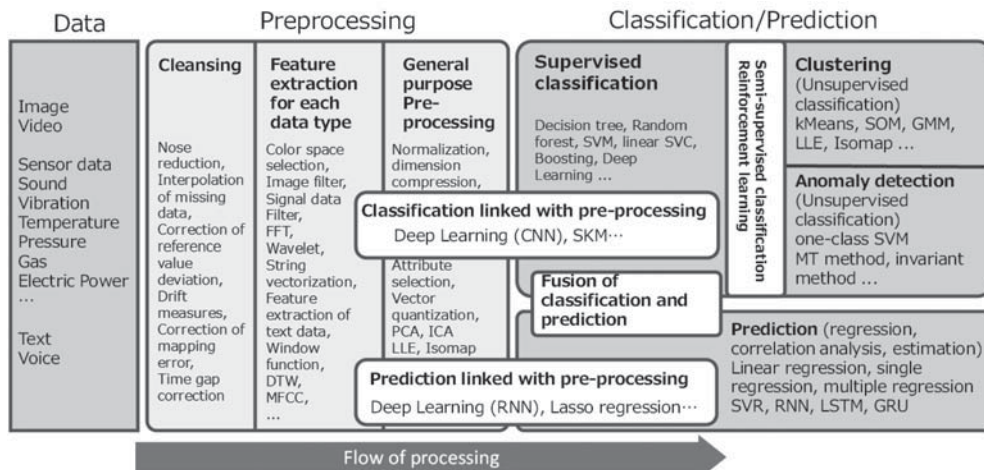 Data
Preprocessing
Classification/Prediction
Image
Video
Sensor data
Sound
Vibration
Temperature
Pressure
Gas
Electric Power
...
Text
Voice
Cleansing
Nose
reduction,
Interpolation
of missing
data,
Correction of
reference
value
deviation,
Drift
measures,
Correction of
mapping
error,
Time gap
correction
Feature
extraction
for each
data type
Color space
selection,
Image filter,
Signal data
Filter,
FFT,
Wavelet,
String
vectorization,
Feature
extraction of
text data,
Window
function,
DTW,
MFCC,
...
General
purpose
Pre-
processing
Normalization,
dimension
compression,
Attribute
selection,
Vector
quantization,
PCA, ICA
LLE, Isomap
Classification linked with pre-processing
Deep Learning (CNN), SKM⋯
Prediction linked with pre-processing
Deep Learning (RNN), Lasso regression⋯
Supervised
classification
Decision tree, Random
forest, SVM, linear SVC,
Boosting, Deep
Learning ...
Fusion of
classification and
prediction
Semi-supervised classification
Reinforcement learning
Clustering
(Unsupervised
classification)
kMeans, SOM, GMM,
LLE, Isomap ...
Anomaly detection
(Unsupervised
classification)
one-class SVM
MT method, invariant
method ...
Prediction (regression,
correlation analysis, estimation)
Linear regression, single
regression, multiple regression
SVR, RNN, LSTM, GRU
Flow of processing